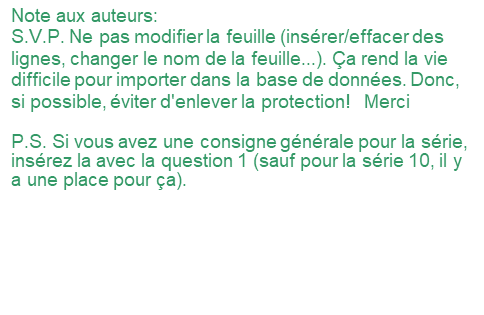 Note aux auteurs:
S.V.P. Ne pas modifier la feuille (insérer/effacer des
lignes, changer le nom de la feuille...). Ça rend la vie
difficile pour importer dans la base de données. Donc,
si possible, éviter d'enlever la protection!   Merci
P.S. Si vous avez une consigne générale pour la série,
insérez la avec la question 1 (sauf pour la série 10, il y
a une place pour ça).